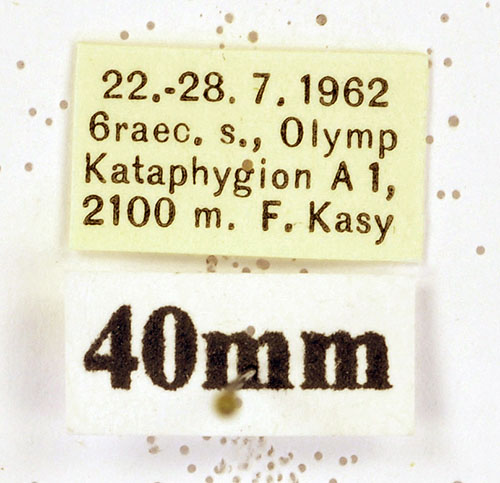 22.-28. 7. 1962
Graec. s., Olymp
Kataphygion A 1,
2100 m. F. Kasy
40mm